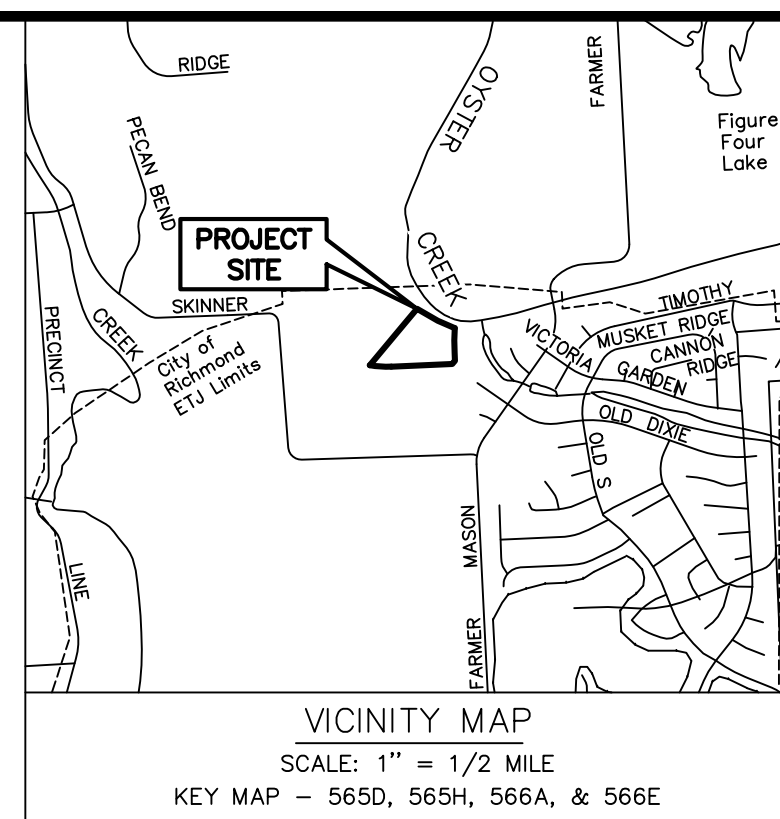 RIDGE
OYSTER
FARMER
Figure
Four
Lake
PECAN BEND
PROJECT
SITE
CREEK
SKINNER
TIMOTHY
PRECINCT
CREEK
City of
Richmond
ETJ Limits
VICTORIA
MUSKET RIDGE
CANNON
RIDGE
GARDEN
OLD DIXIE
OLD S
MASON
LINE
FARMER
VICINITY MAP
SCALE: 1” = 1/2 MILE
KEY MAP – 565D, 565H, 566A, & 566E